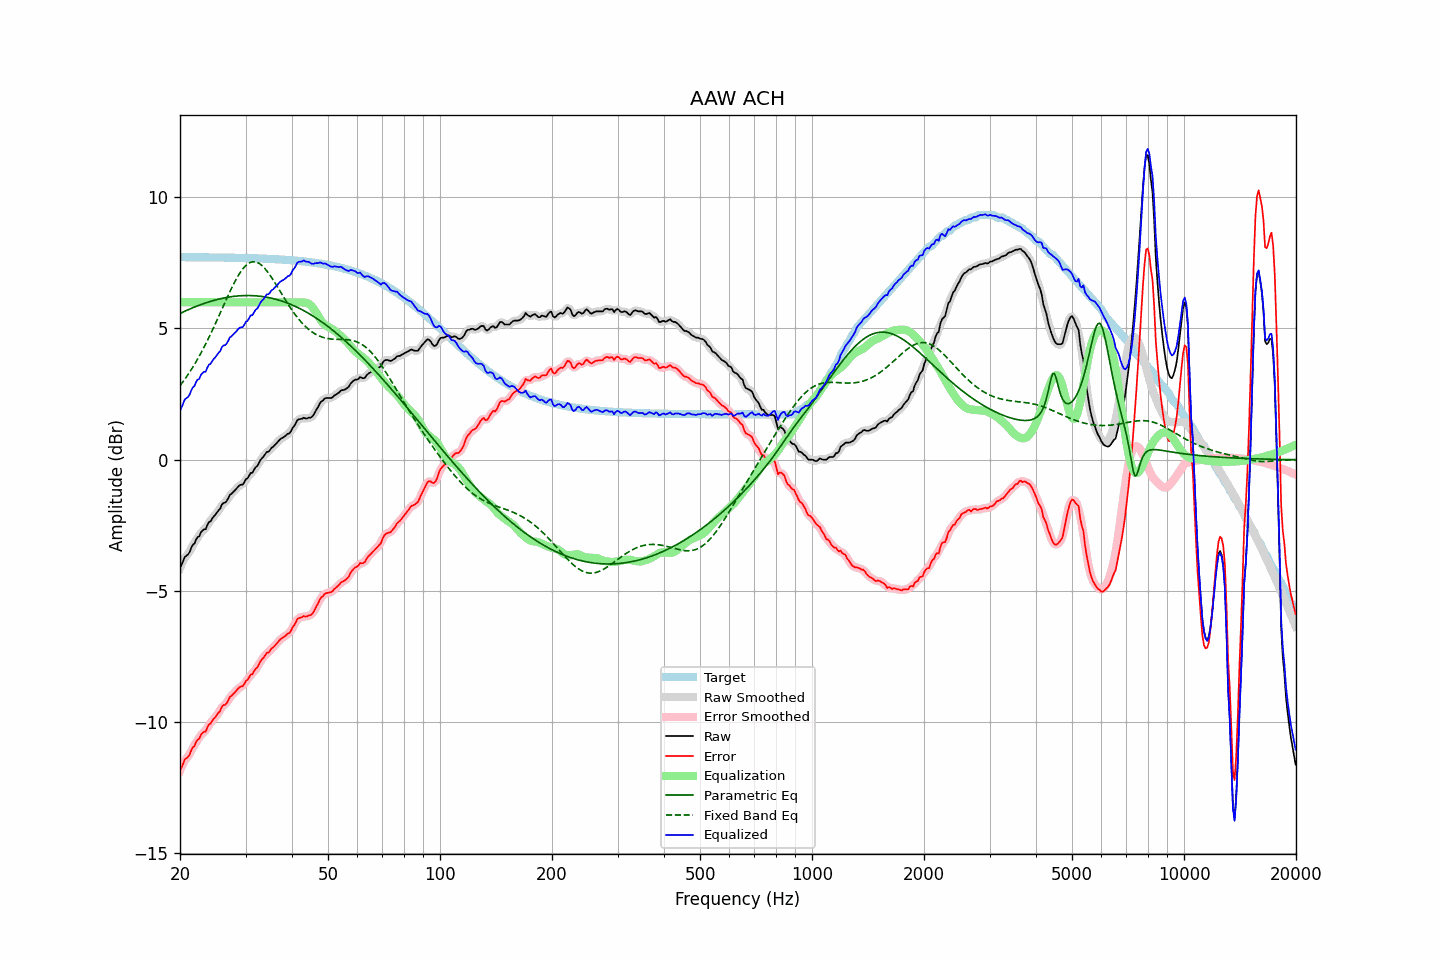 AAW ACH
Amplitude (dBr)
10
5
0
−5
−10
−15
Target
Raw Smoothed
Error Smoothed
Raw
Error
Equalization
Parametric Eq
Fixed Band Eq
Equalized
20 50 100 200 500 1000 2000 5000 10000 20000
Frequency (Hz)